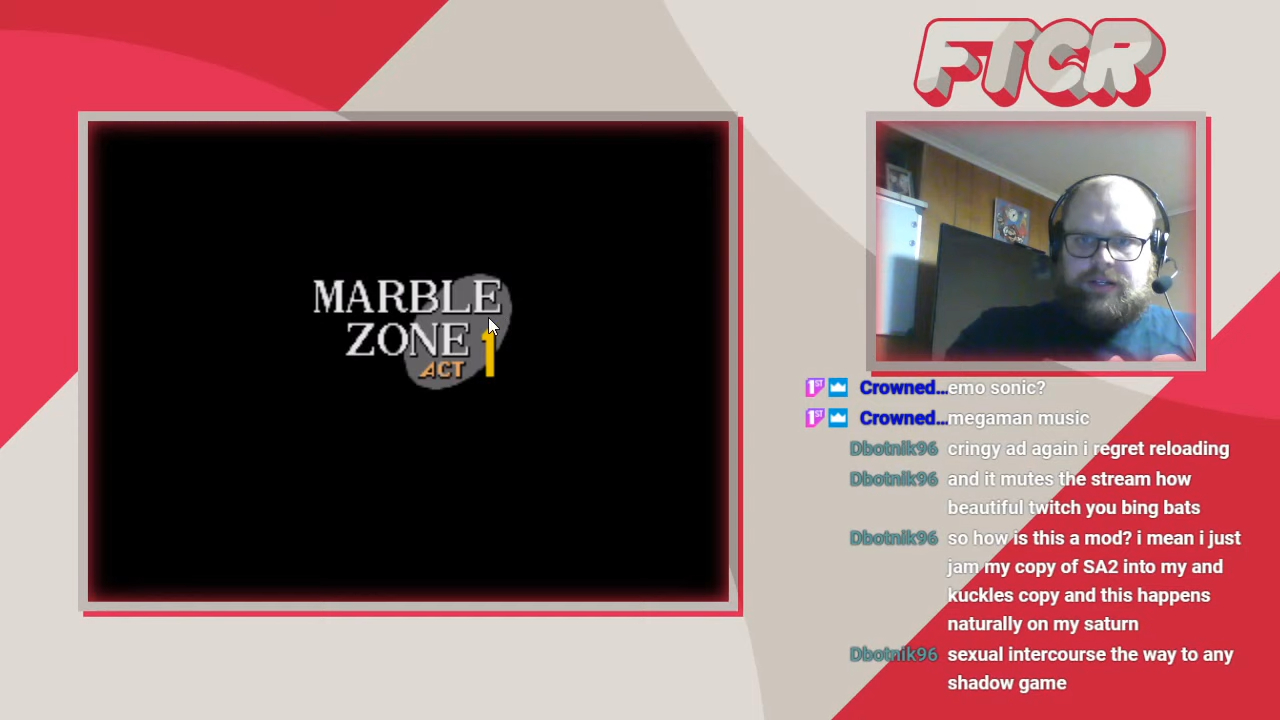 FTCR
MARBLE
ZONE
ACT 1
1ST Crowned... emo sonic?
1ST Crowned... megaman music
Dbotnik96 cringy ad again i regret reloading
Dbotnik96 and it mutes the stream how
beautiful twitch you bing bats
Dbotnik96 so how is this a mod? i mean i just
jam my copy of SA2 into my and
kuckles copy and this happens
naturally on my saturn
Dbotnik96 sexual intercourse the way to any
shadow game